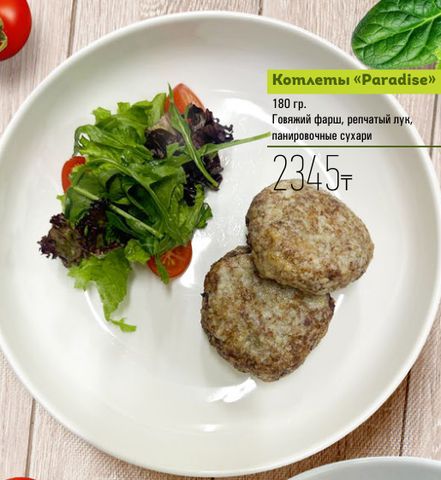 Котлеты «Paradise»
180 гр.
Говяжий фарш, репчатый лук,
панировочные сухари
2345₸